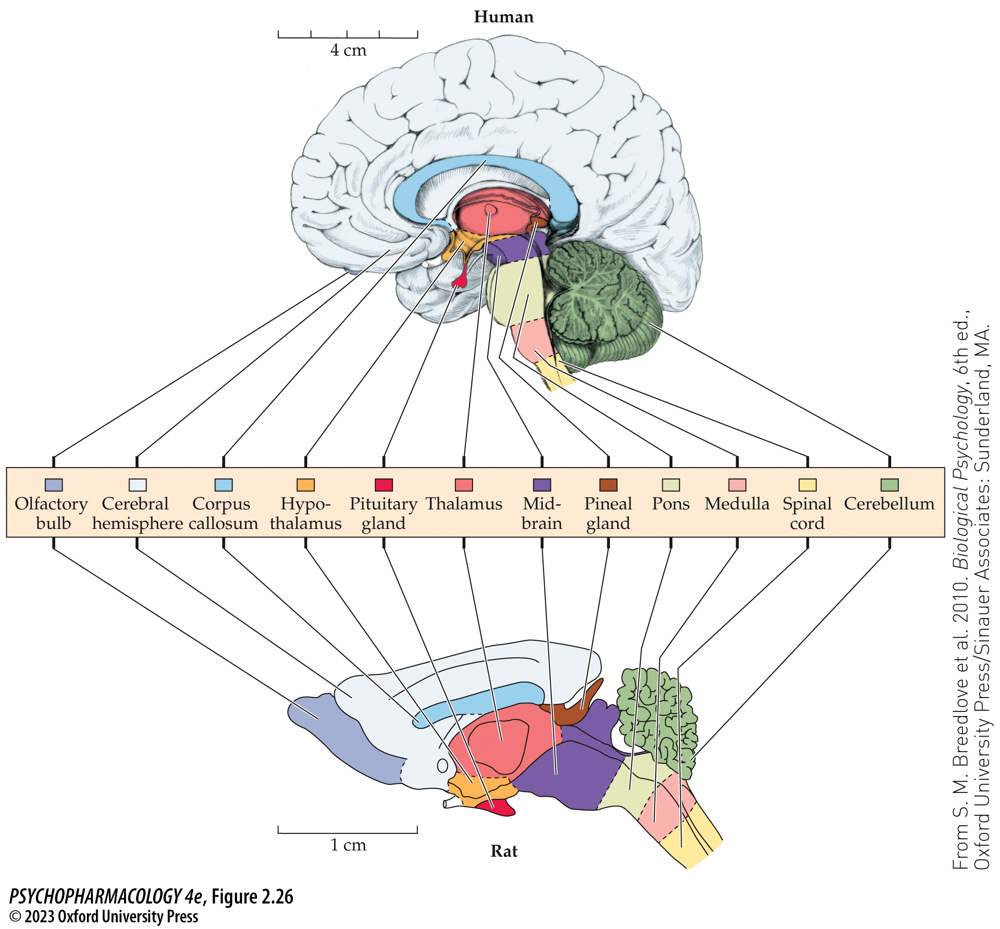 Human
4 cm
Olfactory
bulb
Cerebral
hemisphere
Corpus
callosum
Hypo-
thalamus
Pituitary
gland
Thalamus
Mid-
brain
Pineal
gland
Pons
Medulla
Spinal
cord
Cerebellum
1 cm
Rat
From S. M. Breedlove et al. 2010. Biological Psychology, 6th ed.,
Oxford University Press/Sinauer Associates: Sunderland, MA.
PSYCHOPHARMACOLOGY 4e, Figure 2.26
© 2023 Oxford University Press